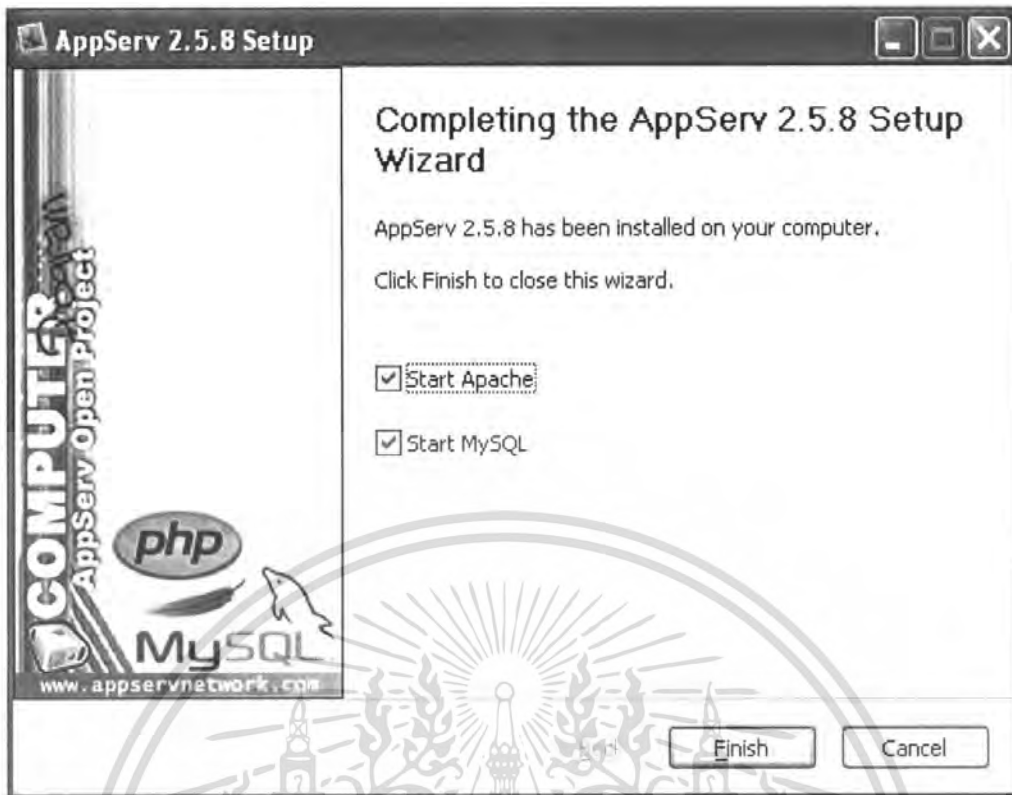 AppServ 2.5.8 Setup
Completing the AppServ 2.5.8 Setup
Wizard
AppServ 2.5.8 has been installed on your computer.
Click Finish to close this wizard.
Start Apache
Start MySQL
COMPUTER
Program
AppServ Open Project
php
MySQL
www.appservnetwork.com
Back
Finish
Cancel